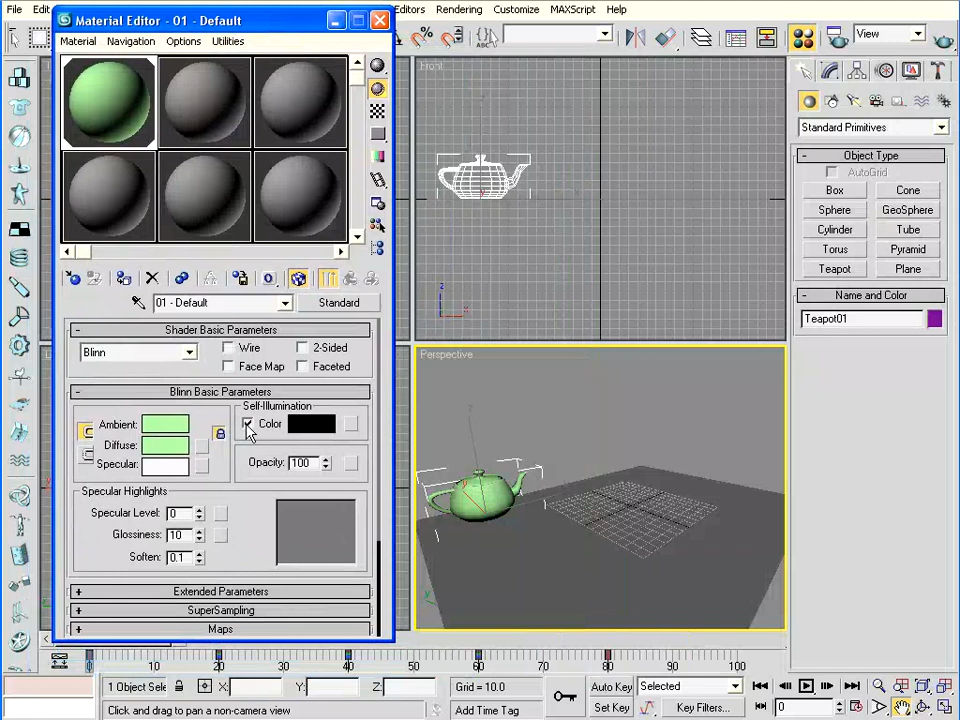 File
Material Editor - 01 - Default
Editors Rendering Customize MAXScript Help
Material Navigation Options Utilities
View
Front
Standard Primitives
Object Type
AutoGrid
Box Cone
Sphere GeoSphere
Cylinder Tube
Torus Pyramid
Teapot Plane
Name and Color
Teapot01
z
x
y
01 - Default
Standard
Shader Basic Parameters
Blinn
Wire 2-Sided
Face Map Faceted
Blinn Basic Parameters
Self-Illumination
Ambient:
Color
Diffuse:
Specular:
Opacity: 100
Specular Highlights
Specular Level: 0
Glossiness: 10
Soften: 0.1
Extended Parameters
SuperSampling
Maps
Perspective
0 10 20 30 40 50 60 70 80 90 100
1 Object Sele
X: Y: Z:
Grid = 10.0
Auto Key
Selected
Click and drag to pan a non-camera view
Add Time Tag
Set Key
Key Filters...
0